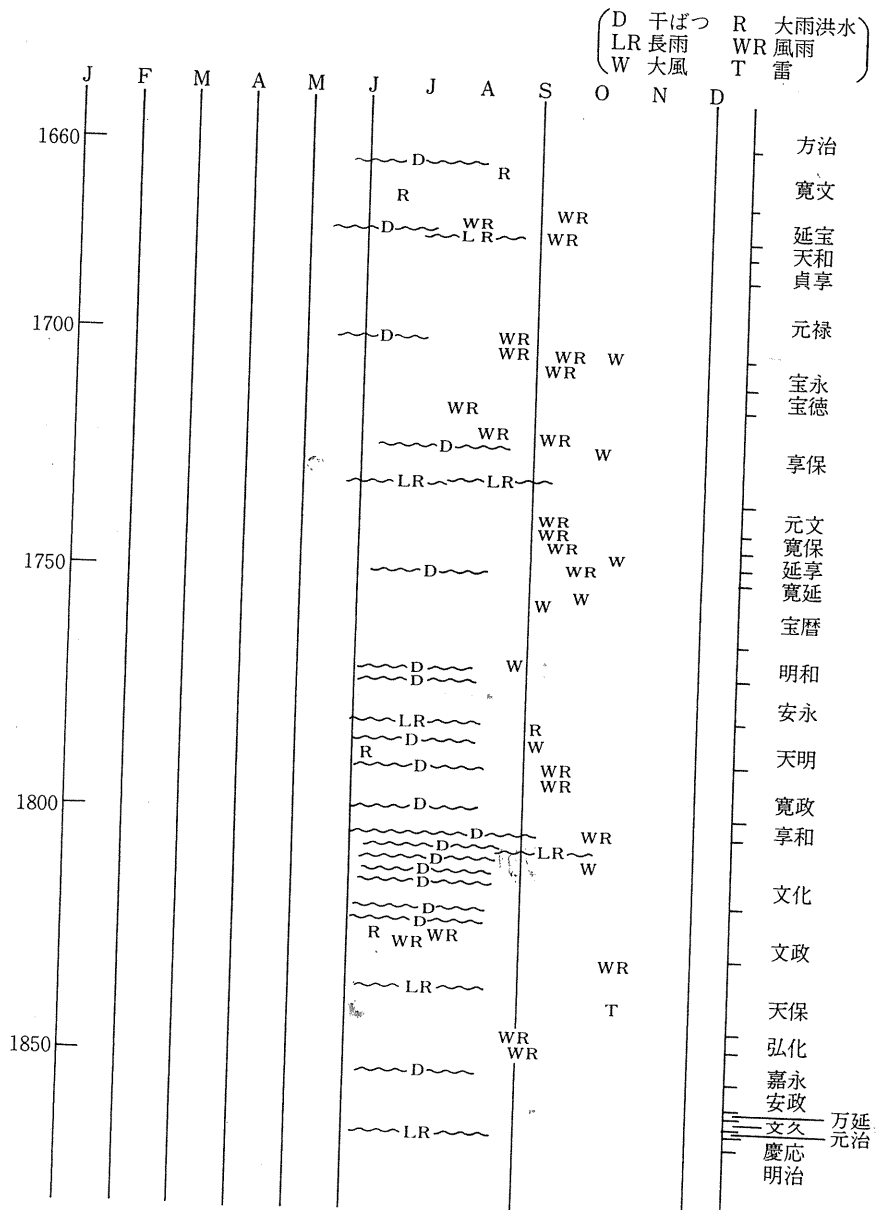 D 干ばつ R 大雨洪水
LR 長雨 WR 風雨
W 大風 T 雷
J F M A M J J A S O N D
1660
方治
D
R
寛文
R
WR WR
D
LR WR
延宝
天和
貞享
1700
元禄
D WR
WR WR W
WR
宝永
WR
宝徳
WR WR
D
W
享保
LR LR
WR
元文
WR
WR
寛保
1750
W
延享
D WR
寛延
W
W
宝暦
D W
D
明和
安永
LR
R
D W
R
天明
D WR
WR
1800
D
寛政
D WR
享和
D
D LR
D W
D
文化
D
D
R WR WR
文政
WR
LR
T
天保
WR
1850
WR
弘化
D
嘉永
安政
万延
文久
LR
元治
慶応
明治